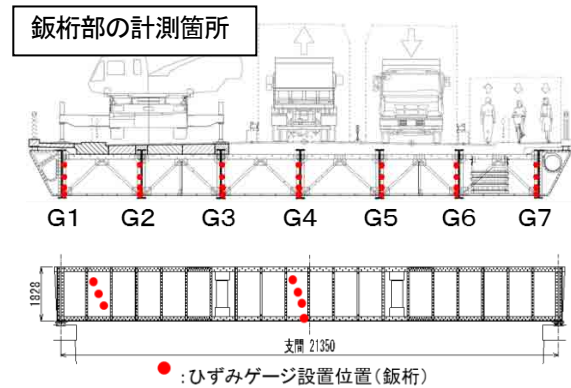 鈑桁部の計測箇所
G1 G2 G3 G4 G5 G6 G7
1828
支間 21350
：ひずみゲージ設置位置（鈑桁）